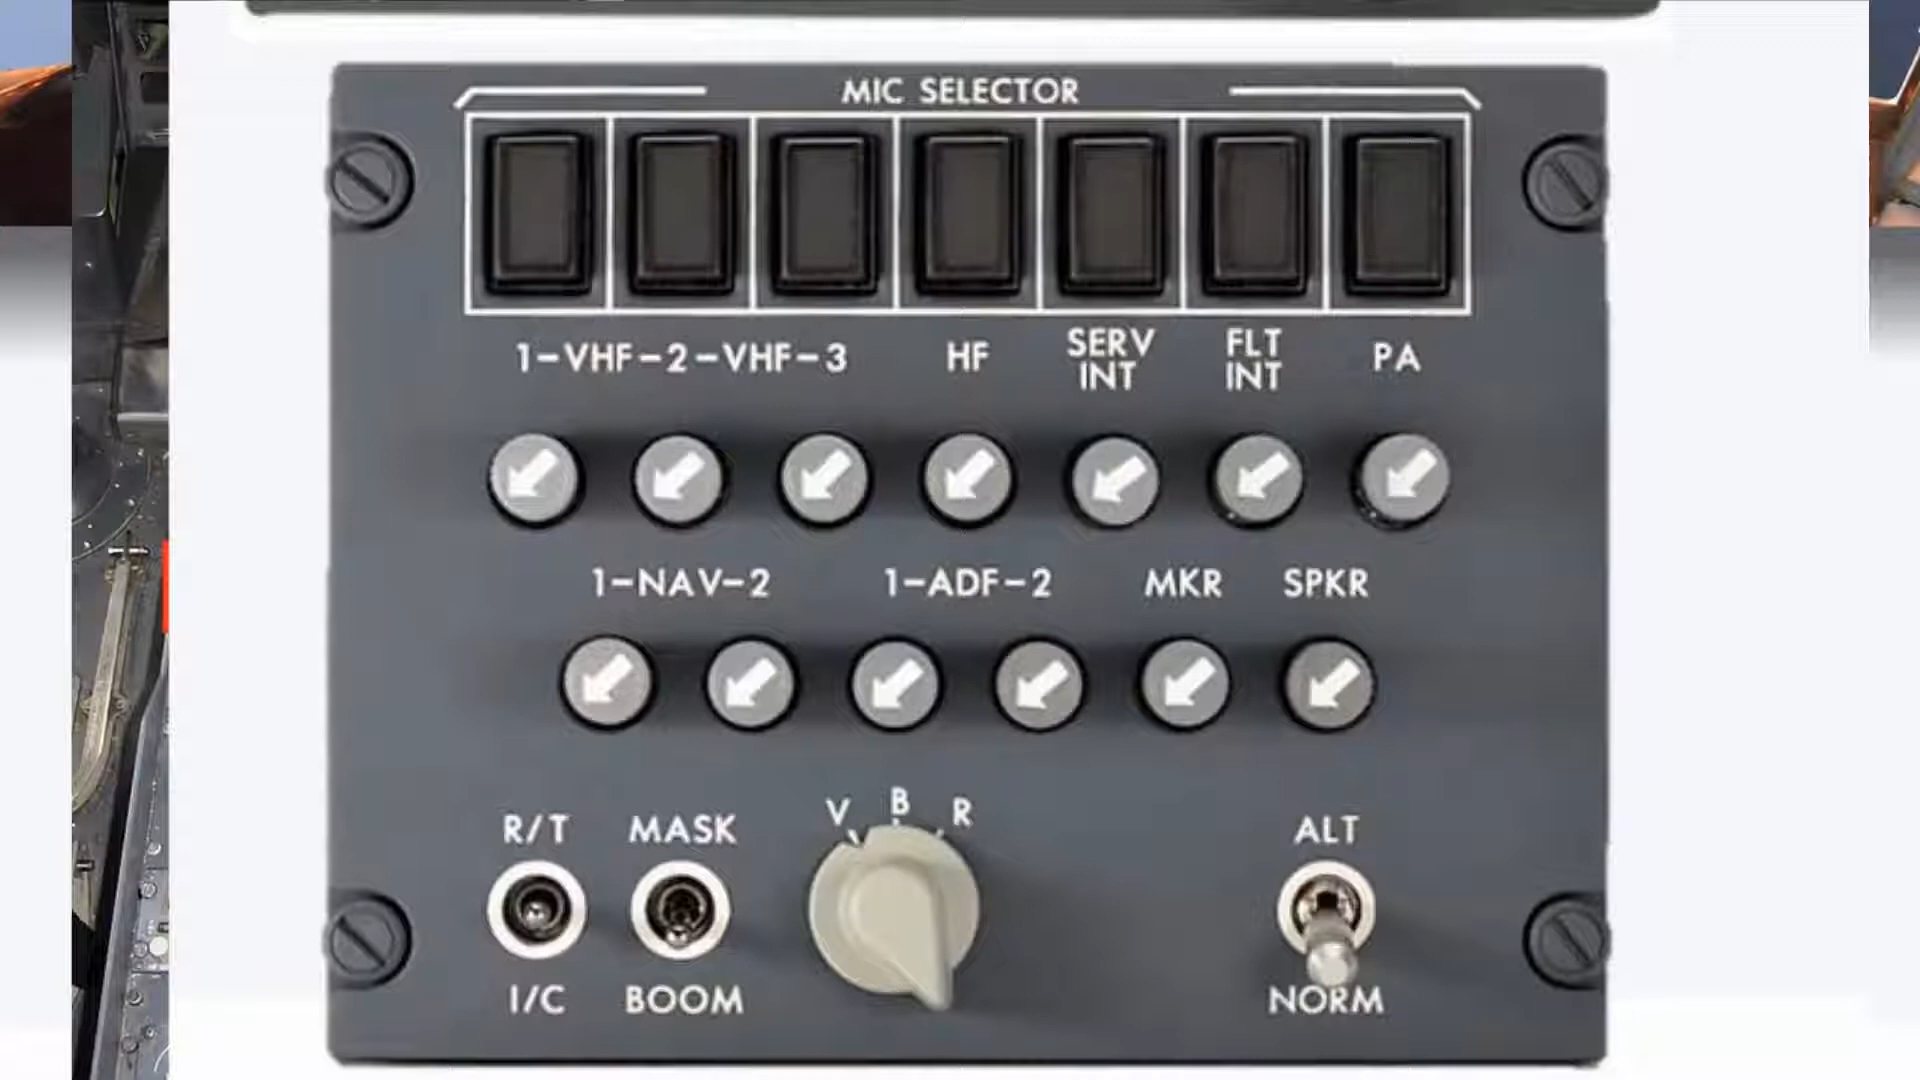 MIC SELECTOR
1-VHF-2-VHF-3 HF SERV INT FLT INT PA
1-NAV-2 1-ADF-2 MKR SPKR
V B R
R/T MASK ALT
I/C BOOM NORM